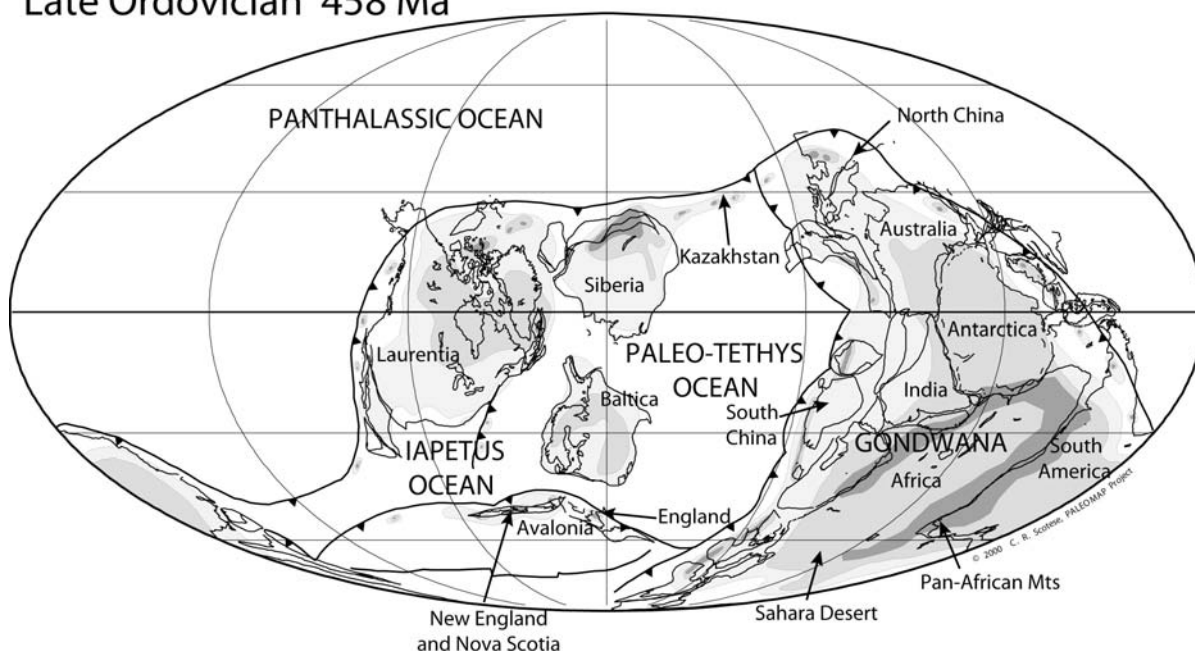 Late Ordovician 458 Ma
PANTHALASSIC OCEAN
North China
Australia
Kazakhstan
Siberia
Antarctica
Laurentia
PALEO-TETHYS
OCEAN
Baltica
India
South
China
GONDWANA
South
America
IAPETUS
OCEAN
Africa
England
Avalonia
© 2000 C. R. Scotese, PALEOMAP Project
Pan-African Mts
Sahara Desert
New England
and Nova Scotia